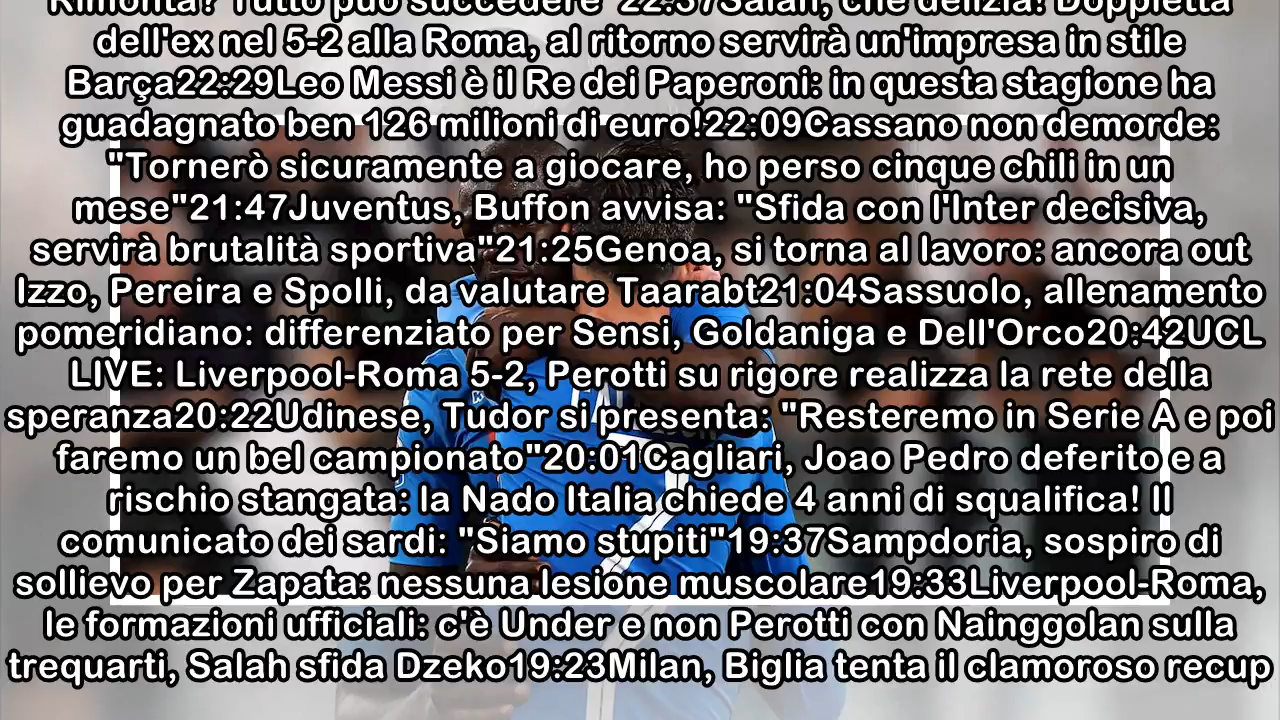 Rimonta? Tutto può succedere" 22:37Salah, che delizia! Doppietta
dell'ex nel 5-2 alla Roma, al ritorno servirà un'impresa in stile
Barça22:29Leo Messi è il Re dei Paperoni: in questa stagione ha
guadagnato ben 126 milioni di euro!22:09Cassano non demorde:
"Tornerò sicuramente a giocare, ho perso cinque chili in un
mese"21:47Juventus, Buffon avvisa: "Sfida con l'Inter decisiva,
servirà brutalità sportiva"21:25Genoa, si torna al lavoro: ancora out
Izzo, Pereira e Spolli, da valutare Taarabt21:04Sassuolo, allenamento
pomeridiano: differenziato per Sensi, Goldaniga e Dell'Orco20:42UCL
LIVE: Liverpool-Roma 5-2, Perotti su rigore realizza la rete della
speranza20:22Udinese, Tudor si presenta: "Resteremo in Serie A e poi
faremo un bel campionato"20:01Cagliari, Joao Pedro deferito e a
rischio stangata: la Nado Italia chiede 4 anni di squalifica! Il
comunicato dei sardi: "Siamo stupiti"19:37Sampdoria, sospiro di
sollievo per Zapata: nessuna lesione muscolare19:33Liverpool-Roma,
le formazioni ufficiali: c'è Under e non Perotti con Nainggolan sulla
trequarti, Salah sfida Dzeko19:23Milan, Biglia tenta il clamoroso recup